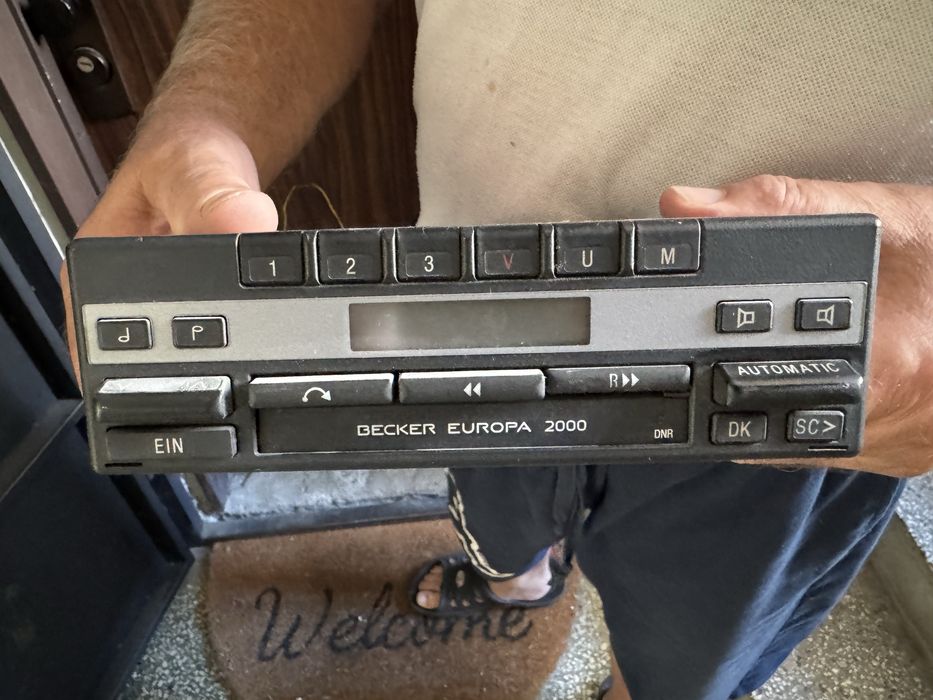 1 2 3 V U M
AUTOMATIC
R
BECKER EUROPA 2000
DNR
DK SC>
EIN
Welcome